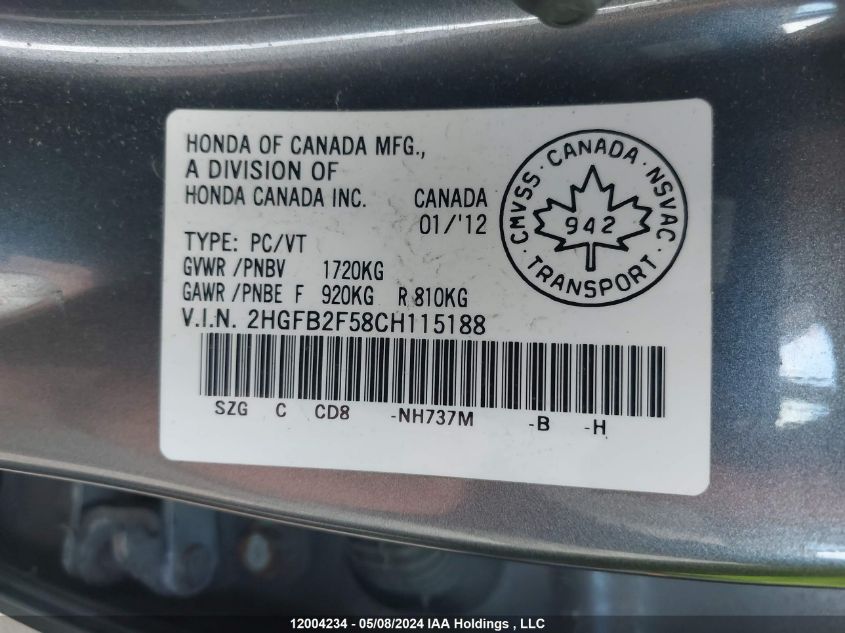 HONDA OF CANADA MFG.,
A DIVISION OF
HONDA CANADA INC. CANADA
01/'12
TYPE: PC/VT
GVWR /PNBV 1720KG
GAWR /PNBE F 920KG R 810KG
V.I.N. 2HGFB2F58CH115188
SZG C CD8 -NH737M -B -H
CMVSS · CANADA · NSVAC
942
· TRANSPORT ·
12004234 - 05/08/2024 IAA Holdings , LLC